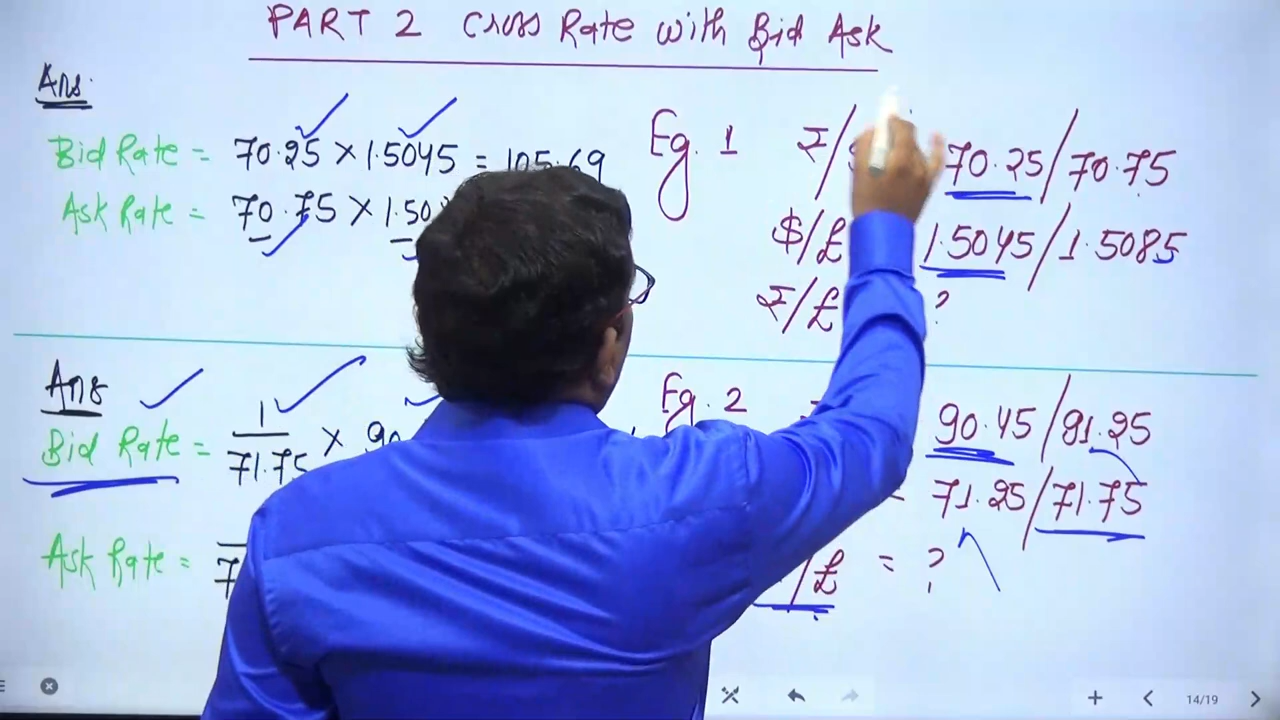 PART 2 Cross Rate with Bid Ask
Ans.
Bid Rate = 70.25 × 1.5045 = 105.69
Ask Rate = 70.75 × 1.50
Eg. 1
₹/ 70.25/70.75
$/£ 1.5045/1.5085
₹/£ ?
Ans
Bid Rate = 1/71.75 × 90
Ask Rate =
7
Eg. 2
90.45/91.25
= 71.25/71.75
/£ = ?
14/19